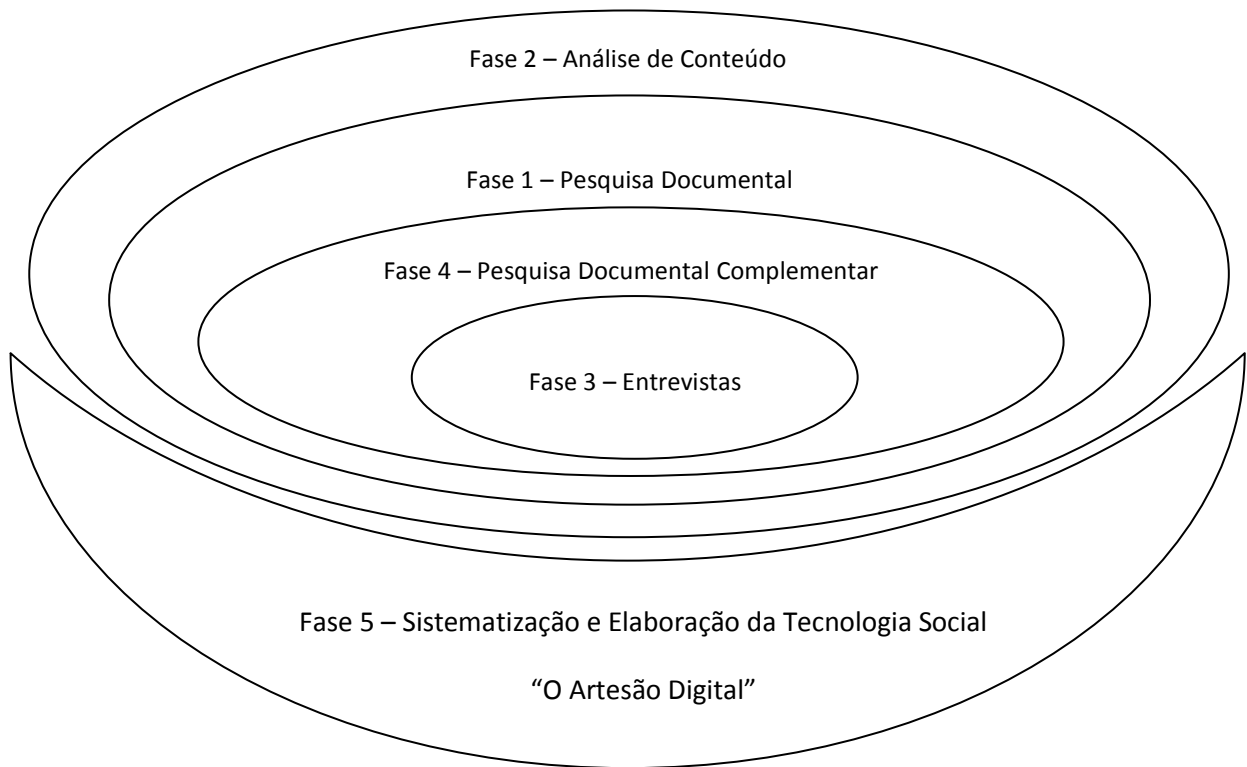 Fase 2 – Análise de Conteúdo
Fase 1 – Pesquisa Documental
Fase 4 – Pesquisa Documental Complementar
Fase 3 – Entrevistas
Fase 5 – Sistematização e Elaboração da Tecnologia Social
“O Artesão Digital”